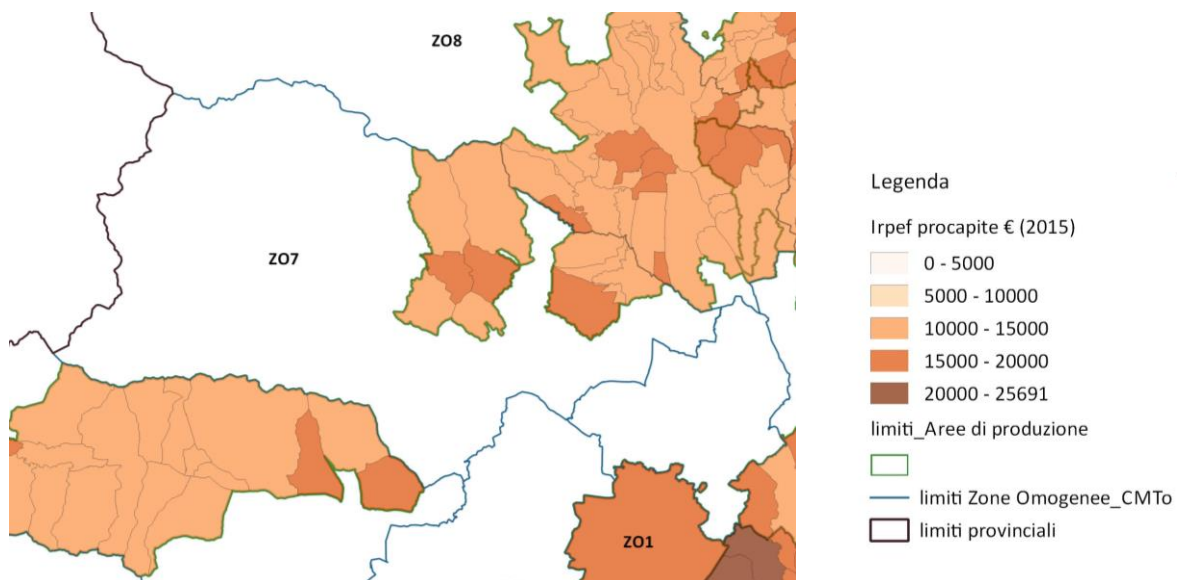 ZO8
ZO7
ZO1
Legenda
Irpef procapite € (2015)
0 - 5000
5000 - 10000
10000 - 15000
15000 - 20000
20000 - 25691
limiti_Aree di produzione
limiti Zone Omogenee_CMTo
limiti provinciali